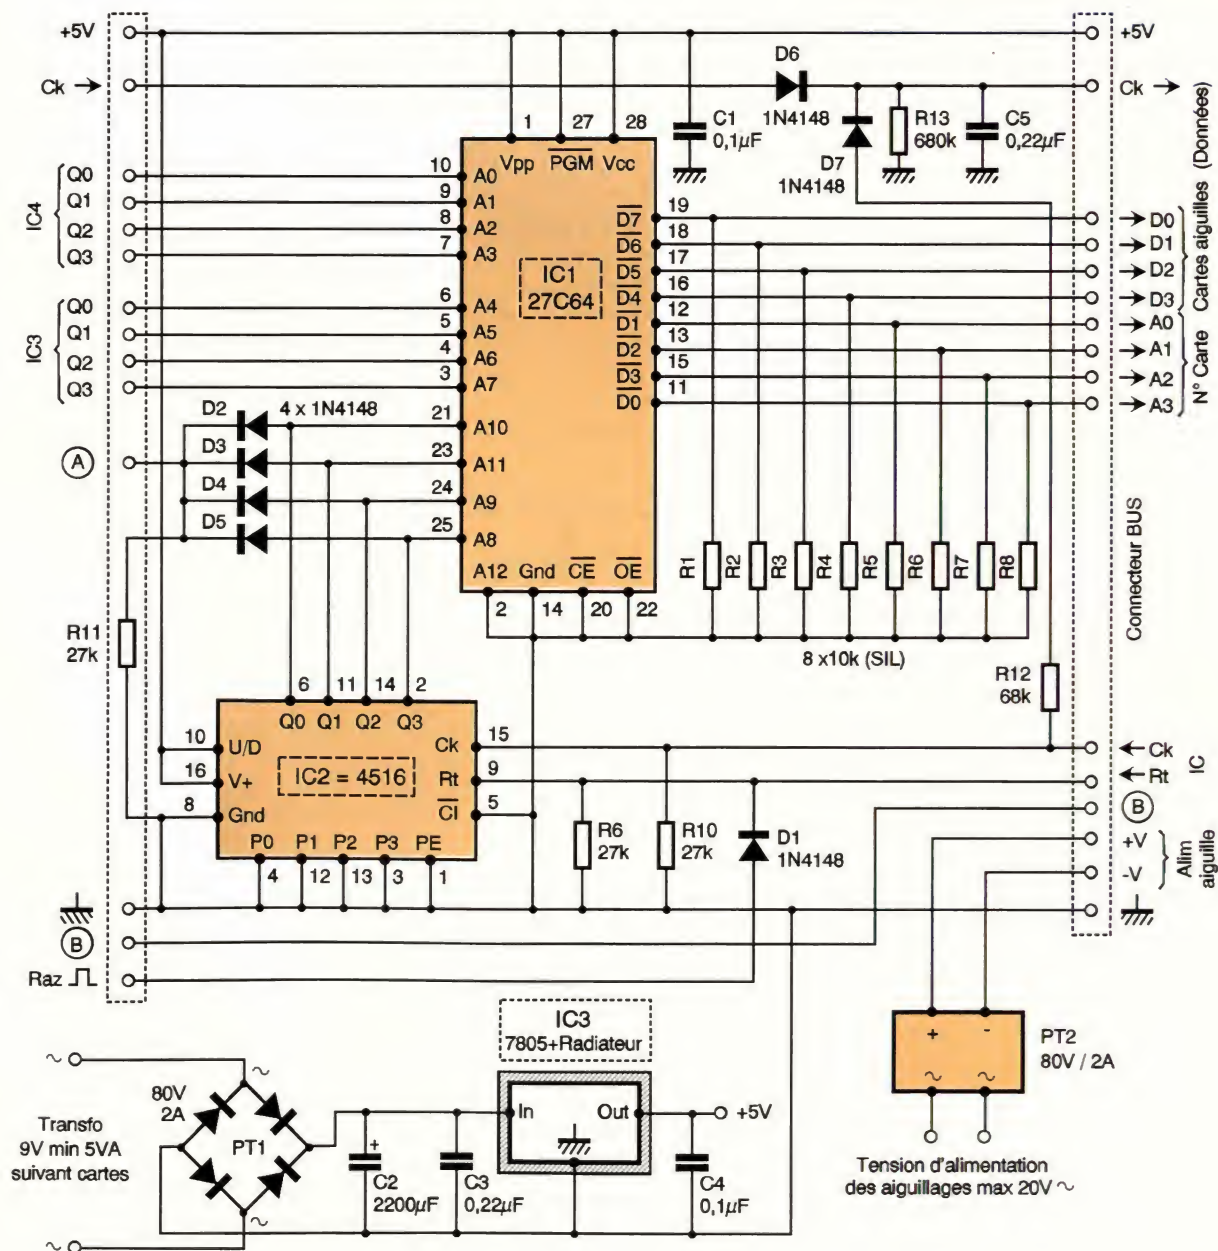 +5V
+5V
Ck →
D6
1N4148
Ck →
1
27
28
Vpp
PGM
Vcc
C1
0,1µF
D7
1N4148
R13
680k
C5
0,22µF
IC4
Q0
Q1
Q2
Q3
10
9
8
7
A0
A1
A2
A3
IC3
Q0
Q1
Q2
Q3
6
5
4
3
A4
A5
A6
A7
IC1
27C64
D7
D6
D5
D4
D1
D2
D3
D0
19
18
17
16
12
13
15
11
→ D0
→ D1
→ D2
→ D3
→ A0
→ A1
→ A2
→ A3
Cartes aiguilles (Données)
N° Carte
D2
4 x 1N4148
21
A10
A
D3
23
A11
D4
24
A9
D5
25
A8
A12
Gnd
CE
OE
2
14
20
22
R1
R2
R3
R4
R5
R6
R7
R8
8 x10k (SIL)
Connecteur BUS
R11
27k
R12
68k
6
11
14
2
Q0
Q1
Q2
Q3
10
U/D
16
V+
8
Gnd
IC2 = 4516
Ck
15
Rt
9
CI
5
P0
P1
P2
P3
PE
4
12
13
3
1
R6
27k
R10
27k
D1
1N4148
← Ck
← Rt
IC
B
+V
-V
Alim
aiguille
B
Raz
IC3
7805+Radiateur
In
Out
+5V
+
-
~
~
PT2
80V / 2A
~
~
~
~
80V
2A
PT1
Transfo
9V min 5VA
suivant cartes
+
C2
2200µF
C3
0,22µF
C4
0,1µF
Tension d'alimentation
des aiguillages max 20V ~